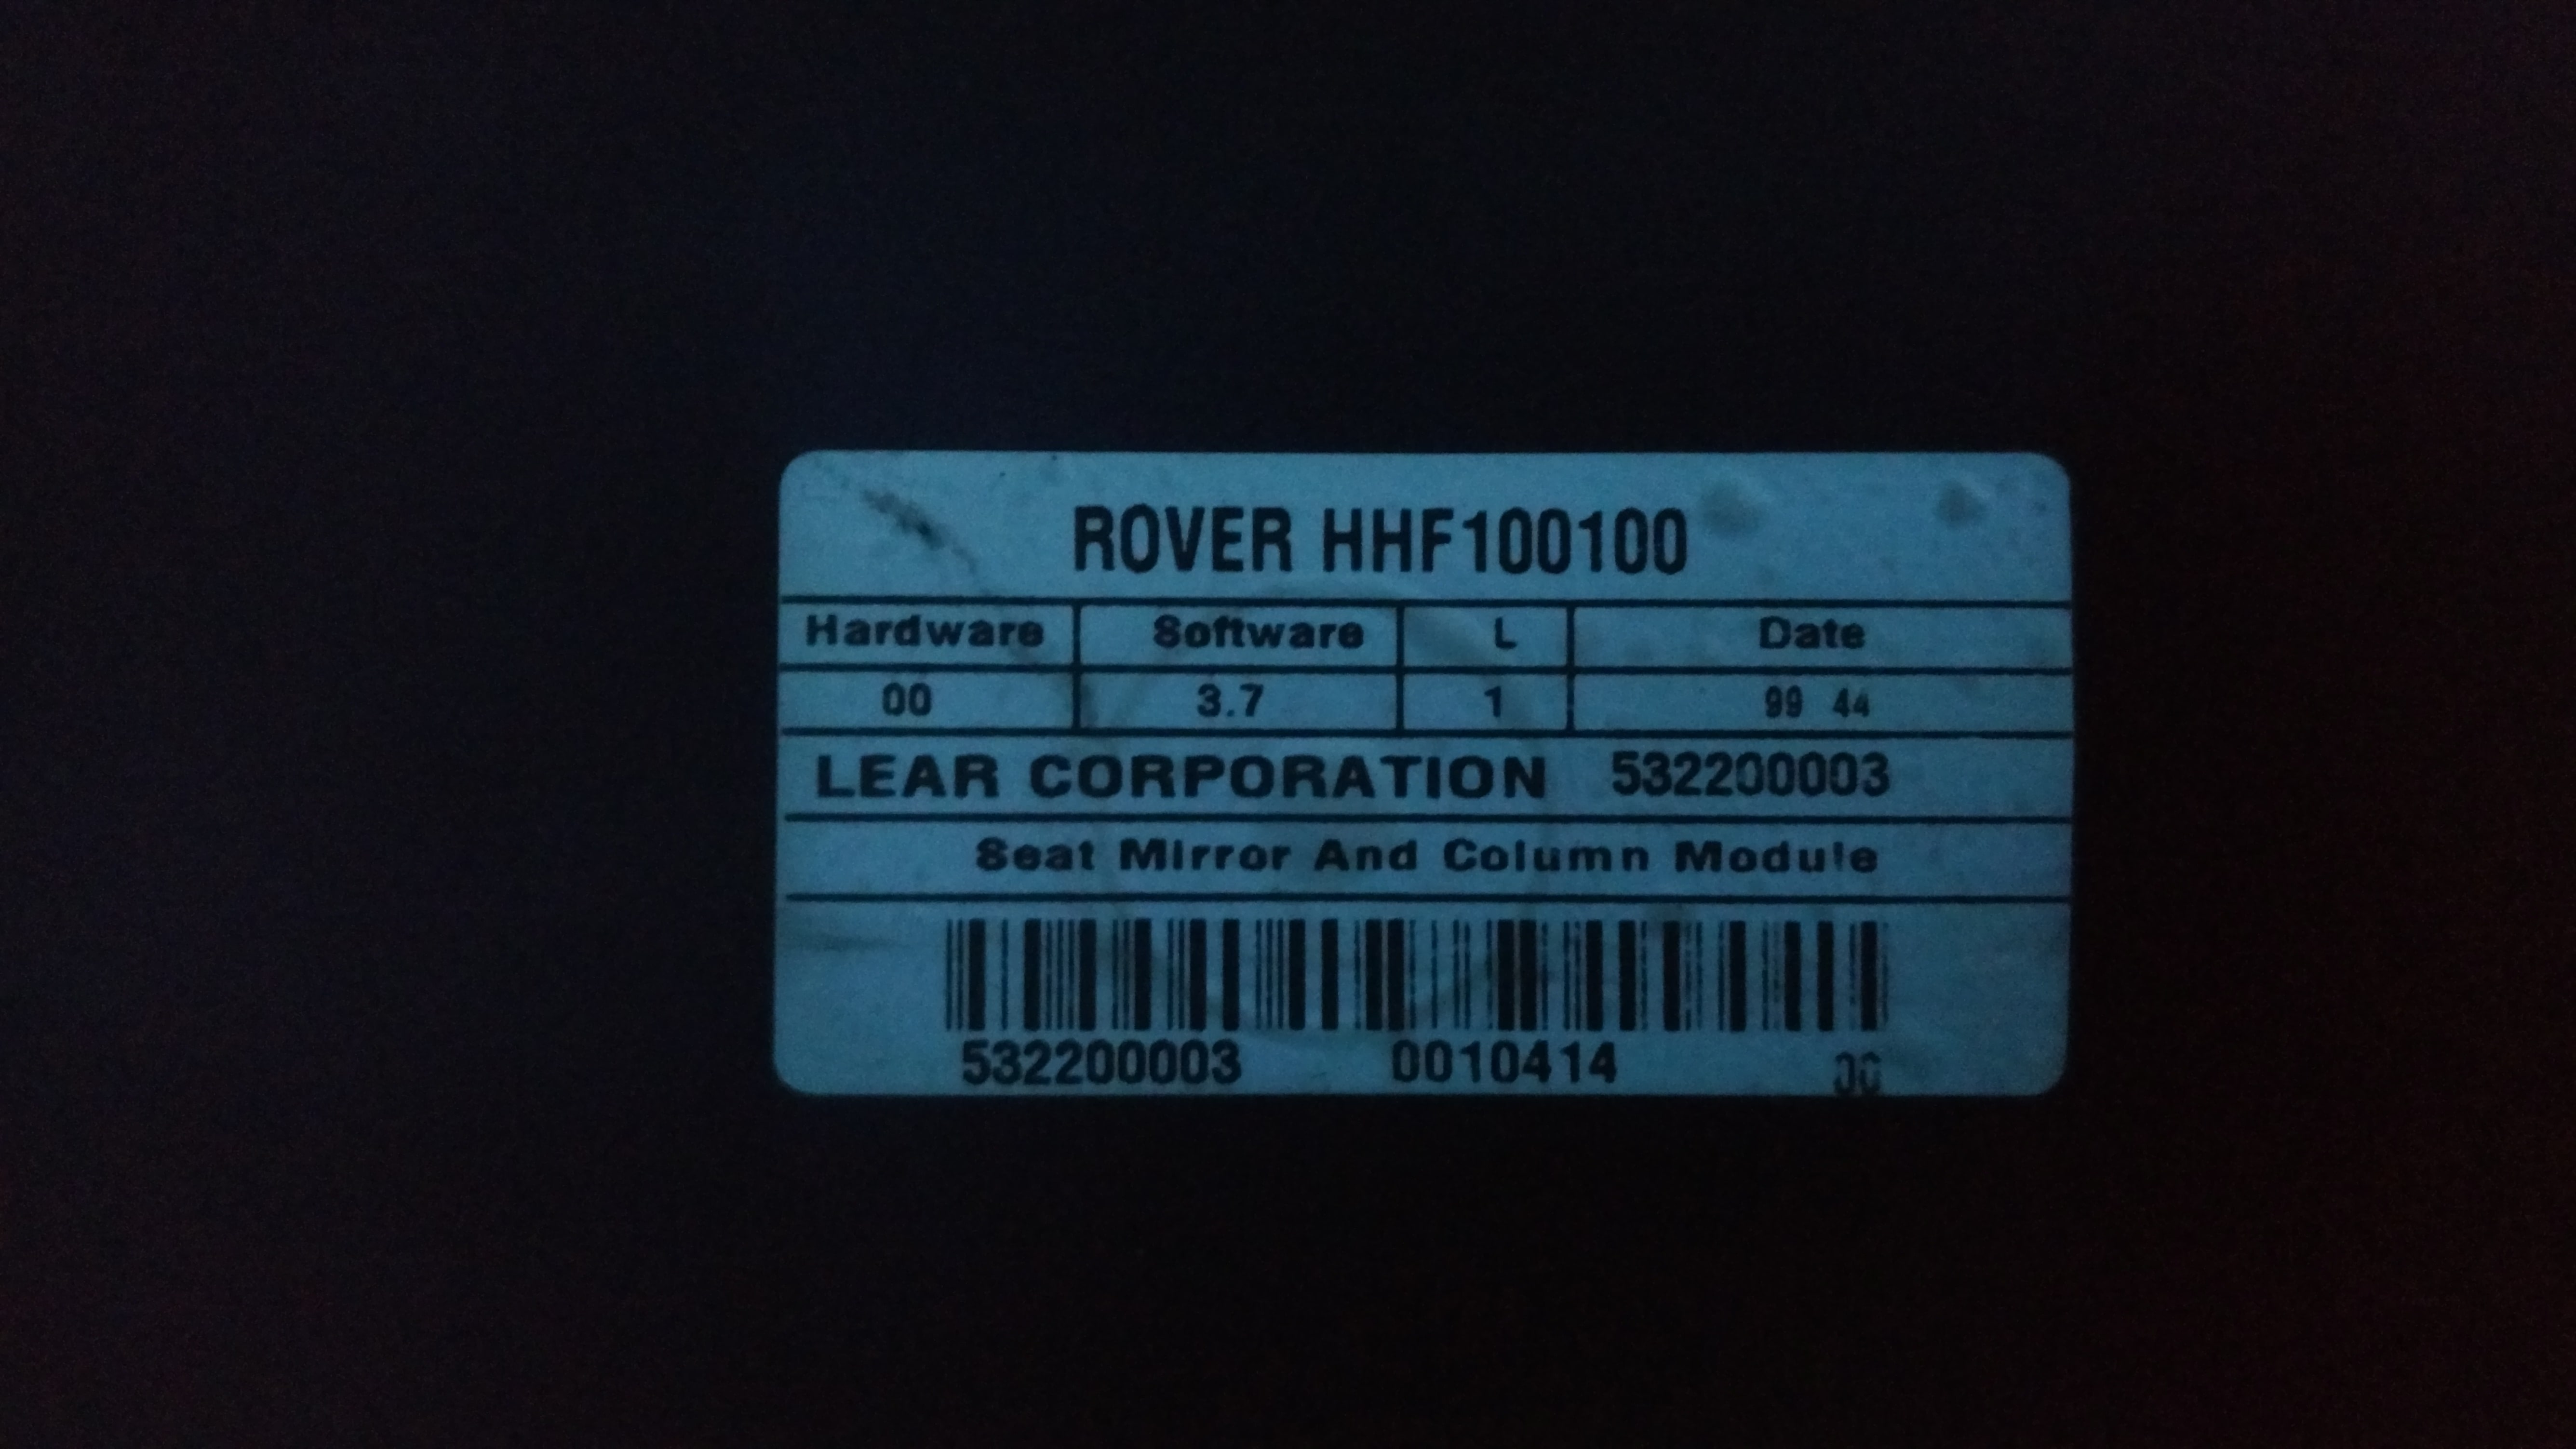 ROVER HHF100100
Hardware Software L Date
00 3.7 1 99 44
LEAR CORPORATION 532200003
Seat Mirror And Column Module
532200003 0010414